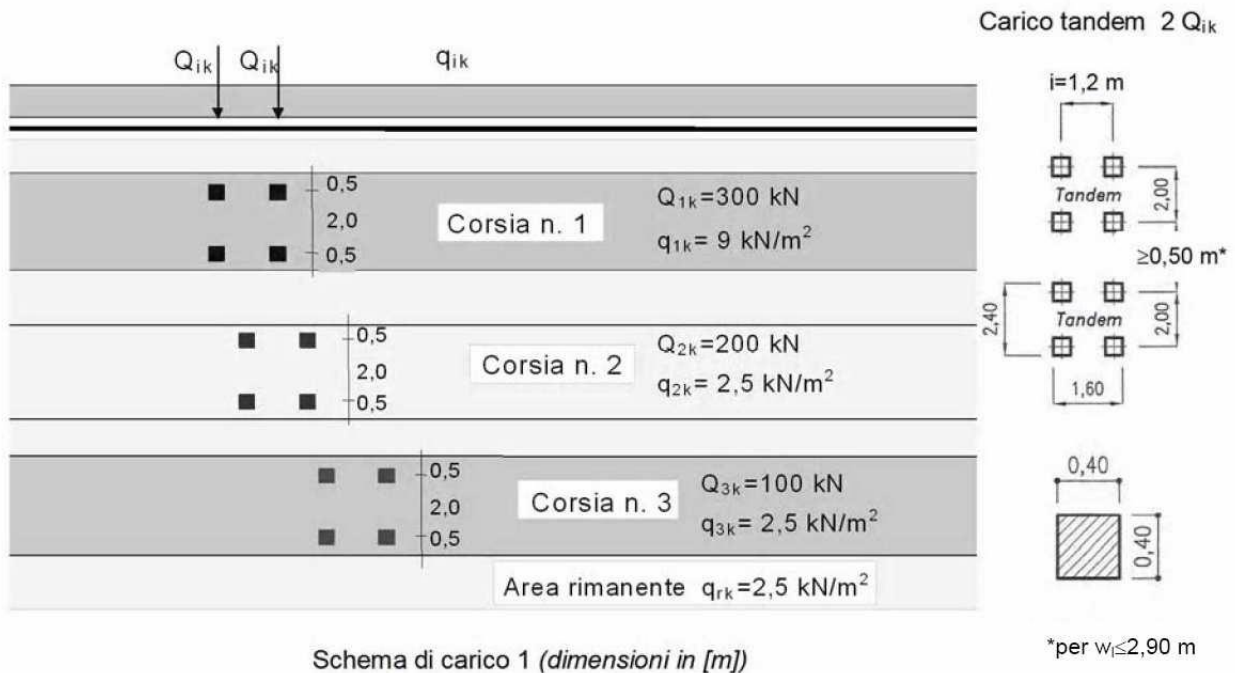 Carico tandem 2 Qik
Qik Qik qik
i=1,2 m
0,5
2,0
0,5
Corsia n. 1
Q1k=300 kN
q1k= 9 kN/m²
Tandem
2,00
≥0,50 m*
0,5
2,0
0,5
Corsia n. 2
Q2k=200 kN
q2k= 2,5 kN/m²
2,40
Tandem
2,00
1,60
0,5
2,0
0,5
Corsia n. 3
Q3k=100 kN
q3k= 2,5 kN/m²
0,40
0,40
Area rimanente qrk=2,5 kN/m²
Schema di carico 1 (dimensioni in [m])
*per wl≤2,90 m